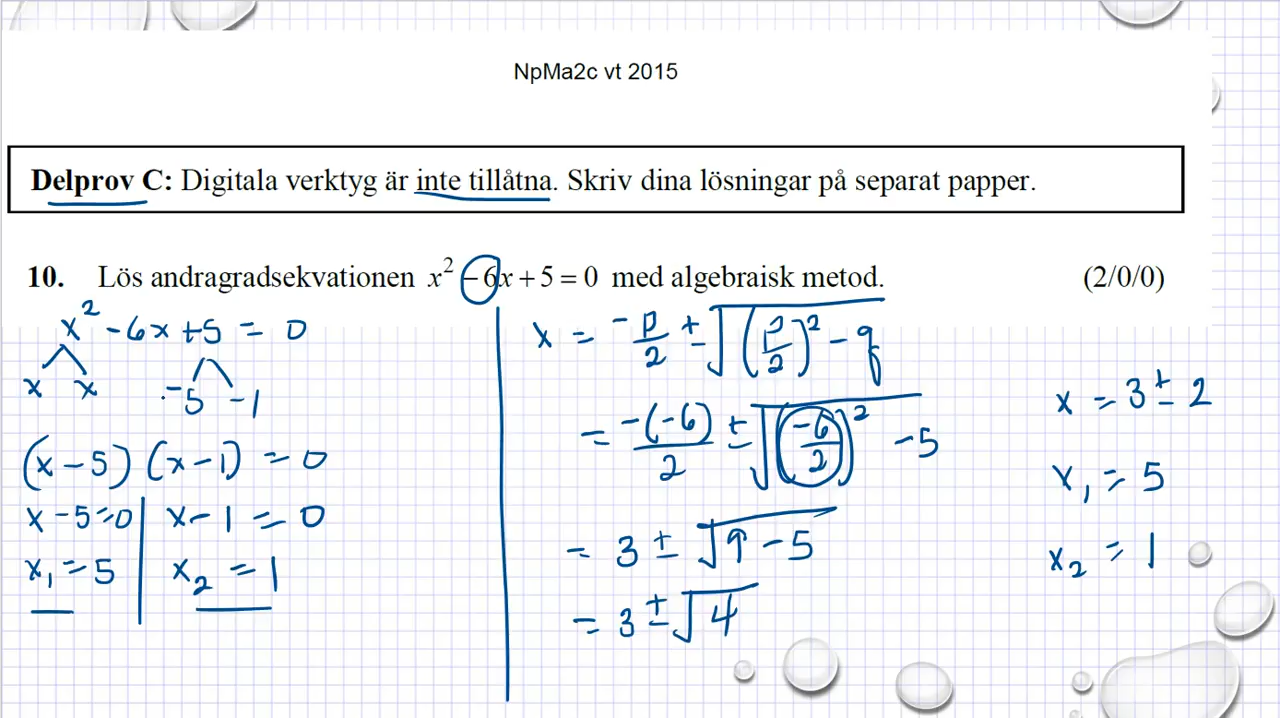 NpMa2c vt 2015
Delprov C: Digitala verktyg är inte tillåtna. Skriv dina lösningar på separat papper.
10. Lös andragradsekvationen x² − 6x + 5 = 0 med algebraisk metod. (2/0/0)
x² - 6x + 5 = 0
x x -5 -1
(x - 5) (x - 1) = 0
x - 5 = 0 | x - 1 = 0
x₁ = 5 | x₂ = 1
x = -p/2 ± √((p/2)² - q)
= -(-6)/2 ± √((-6/2)² - 5)
= 3 ± √(9 - 5)
= 3 ± √4
x = 3 ± 2
x₁ = 5
x₂ = 1